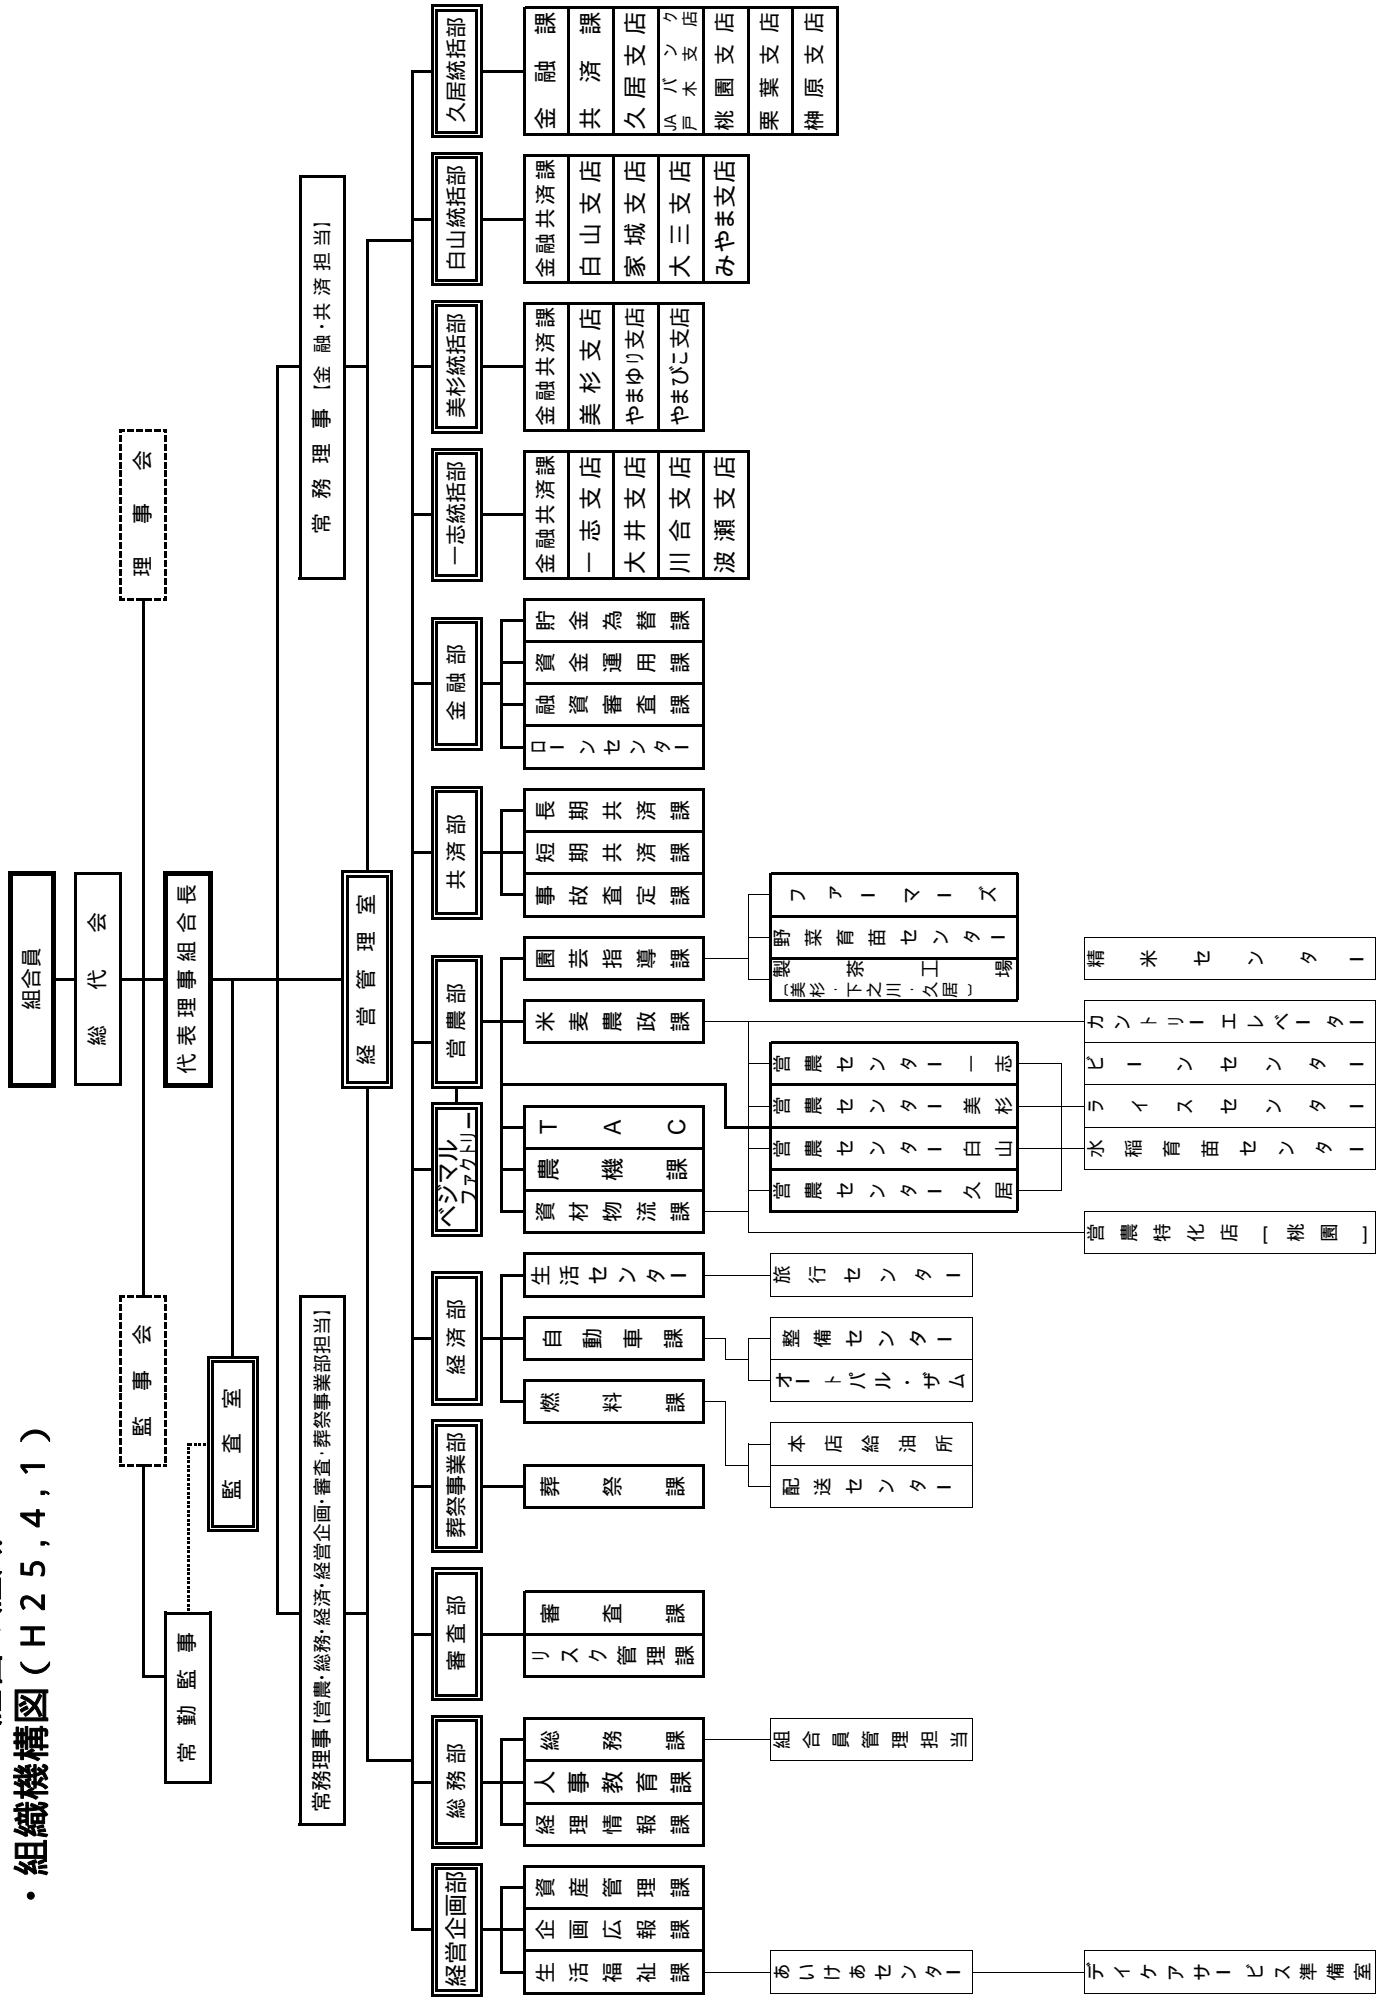 ・組織機構図(H25,4,1)
組合員
総代会
理事会
監事会
代表理事組合長
常勤監事
監査室
常務理事[営農・総務・経済・経営企画・審査・葬祭事業部担当]
常務理事[金融・共済担当]
経営管理室
経営企画部
総務部
審査部
葬祭事業部
経済部
ベジマルファクトリー
営農部
共済部
金融部
一志統括部
美杉統括部
白山統括部
久居統括部
生活福祉課
企画広報課
資産管理課
経理情報課
人事教育課
総務課
リスク管理課
審査課
葬祭課
燃料課
自動車課
生活センター
資材物流課
農機課
TAC
米麦農政課
園芸指導課
事故査定課
短期共済課
長期共済課
ローンセンター
融資審査課
資金運用課
貯金為替課
金融共済課
一志支店
大井支店
川合支店
波瀬支店
金融共済課
美杉支店
やまゆり支店
やまびこ支店
金融共済課
白山支店
家城支店
大三支店
みやま支店
金融課
共済課
久居支店
JAバンク
戸木支店
桃園支店
栗葉支店
榊原支店
あいけあセンター
組合員管理担当
配送センター
本店給油所
オートパル・ザム
整備センター
旅行センター
営農センター久居
営農センター白山
営農センター美杉
営農センター一志
製茶工場
〔美杉・下之川・久居〕
野菜育苗センター
ファーマーズ
デイケアサービス準備室
営農特化店[桃園]
水稲育苗センター
ライスセンター
ビーンセンター
カントリーエレベーター
精米センター